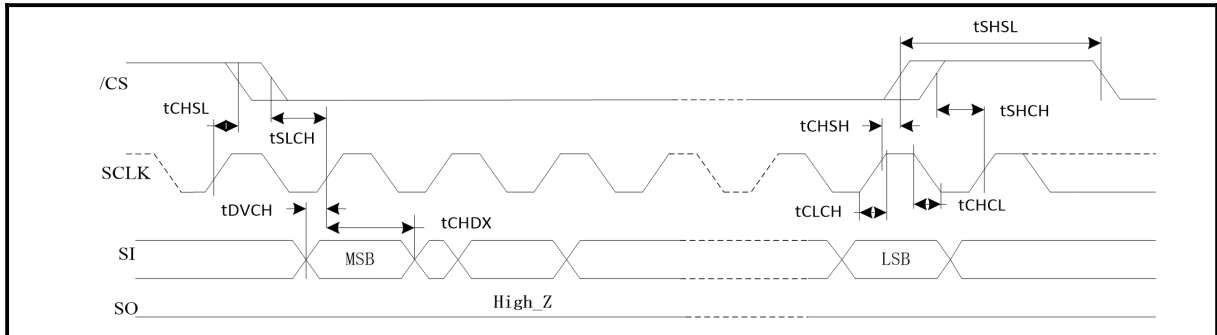 tSHSL
/CS
tCHSL
tSLCH
tCHSH
tSHCH
SCLK
tDVCH
tCHDX
tCLCH
tCHCL
SI
MSB
LSB
SO
High_Z